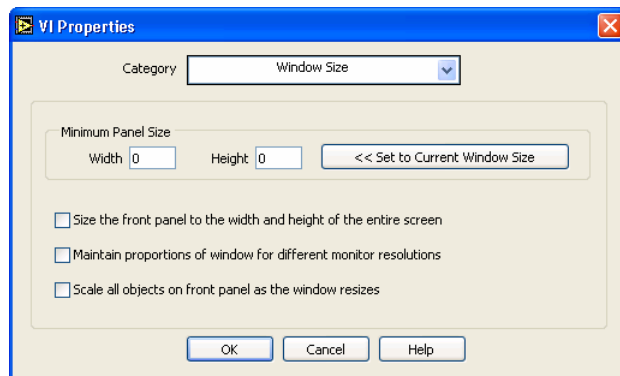 VI Properties
Category Window Size
Minimum Panel Size
Width 0 Height 0 << Set to Current Window Size
Size the front panel to the width and height of the entire screen
Maintain proportions of window for different monitor resolutions
Scale all objects on front panel as the window resizes
OK Cancel Help